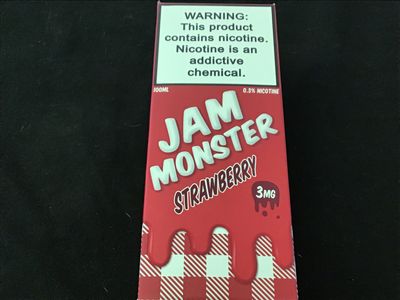 WARNING:
This product
contains nicotine.
Nicotine is an
addictive
chemical.
100ML 0.3% NICOTINE
JAM
MONSTER
STRAWBERRY
3MG